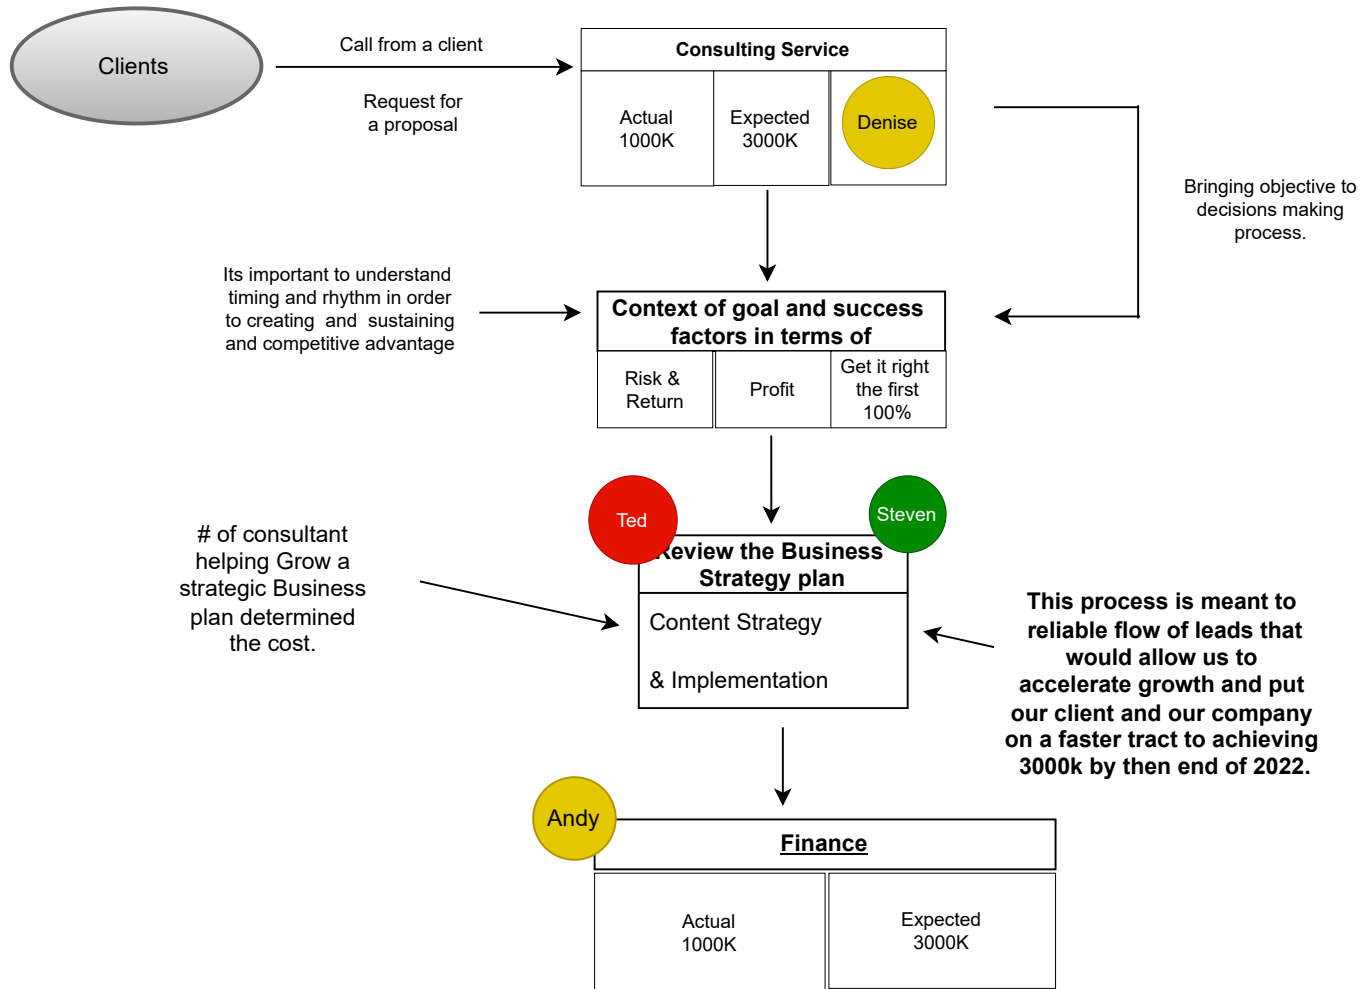 Clients
Call from a client
Request for
a proposal
Consulting Service
Actual
1000K
Expected
3000K
Denise
Bringing objective to
decisions making
process.
Its important to understand
timing and rhythm in order
to creating and sustaining
and competitive advantage
Context of goal and success
factors in terms of
Risk &
Return
Profit
Get it right
the first
100%
Ted
Steven
Review the Business
Strategy plan
Content Strategy
& Implementation
# of consultant
helping Grow a
strategic Business
plan determined
the cost.
This process is meant to
reliable flow of leads that
would allow us to
accelerate growth and put
our client and our company
on a faster tract to achieving
3000k by then end of 2022.
Andy
Finance
Actual
1000K
Expected
3000K